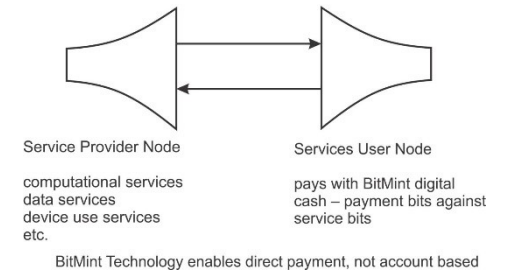 Service Provider Node
computational services
data services
device use services
etc.
Services User Node
pays with BitMint digital
cash – payment bits against
service bits
BitMint Technology enables direct payment, not account based